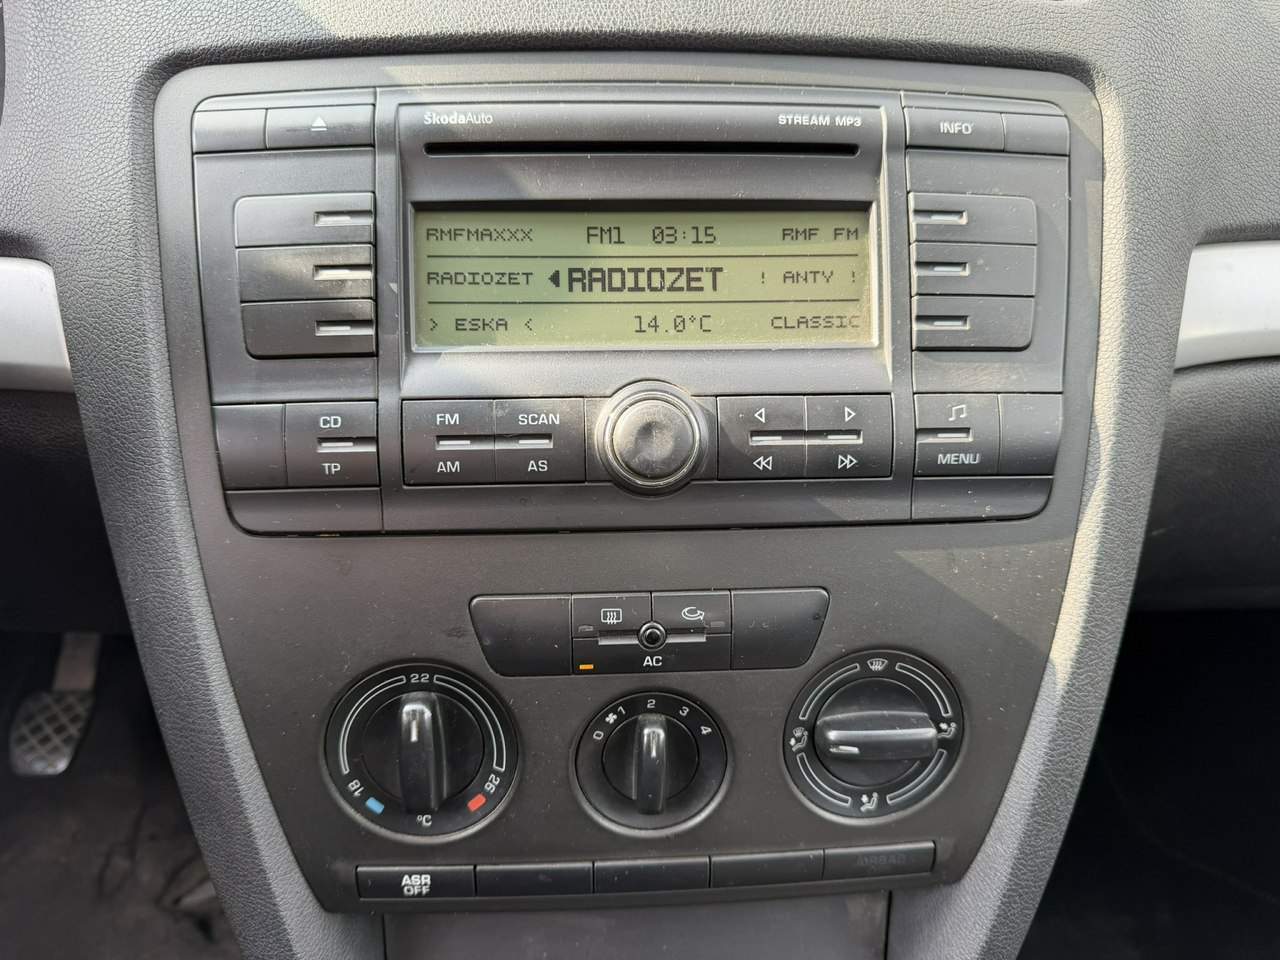 ŠkodaAuto STREAM MP3 INFO
RMFMAXXX FM1 03:15 RMF FM
RADIOZET RADIOZET ! ANTY !
> ESKA < 14.0°C CLASSIC
CD FM SCAN
TP AM AS MENU
AC
22
18 26
°C
0 1 2 3 4
ASR
OFF
AIRBAG